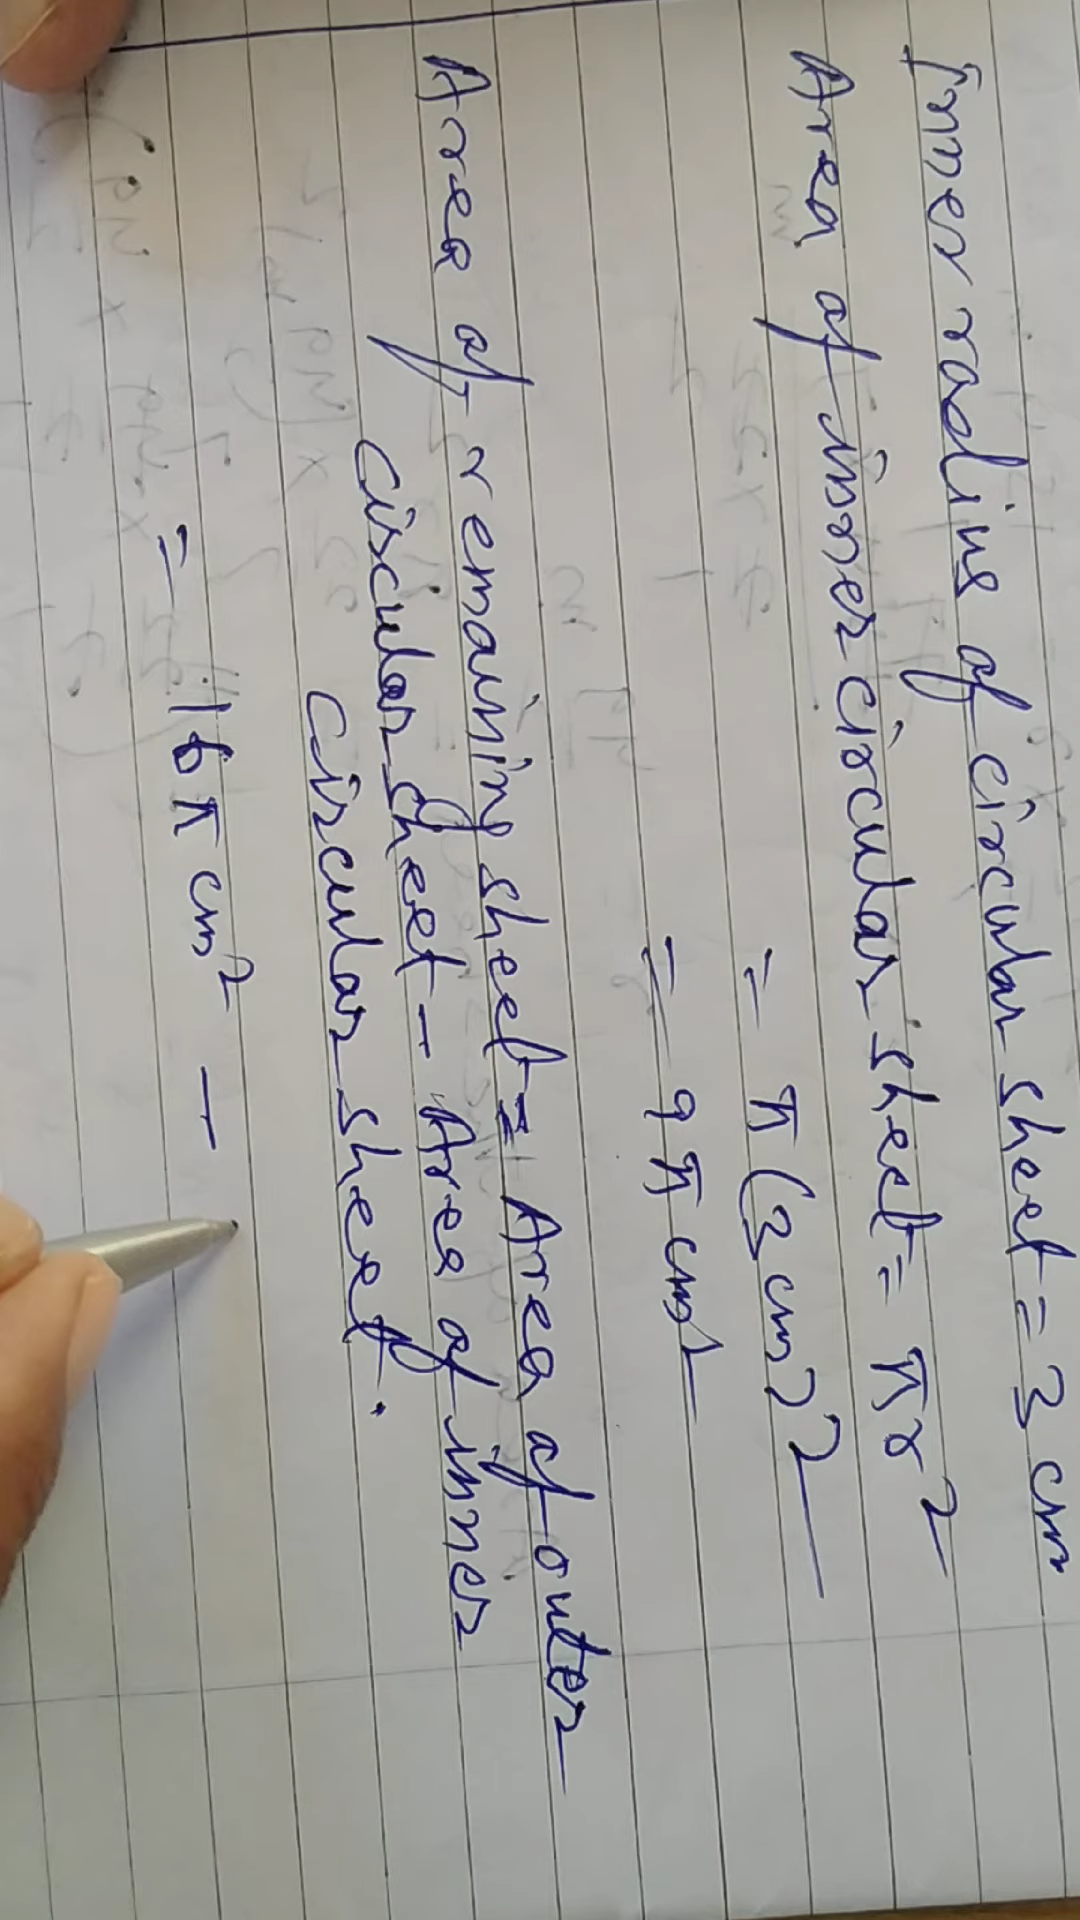 Inner radius of circular sheet = 3 cm
Area of inner circular sheet = πr²
= π (3 cm)²
= 9π cm²
Area of remaining sheet = Area of outer
circular sheet - Area of inner
circular sheet.
= 16π cm² -